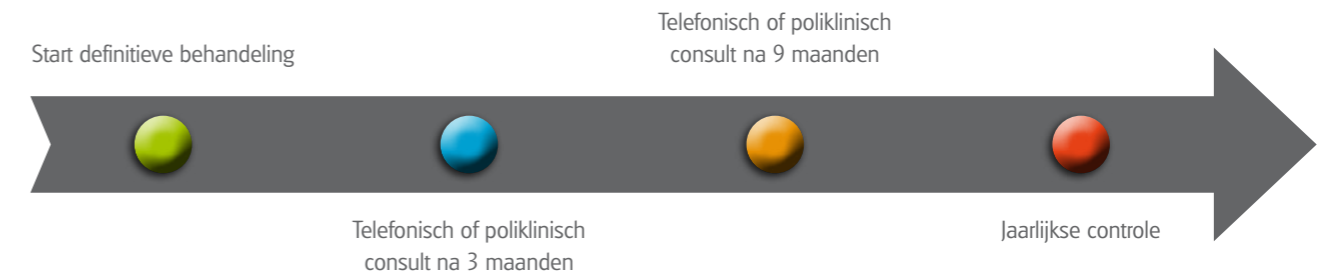 Start definitieve behandeling
Telefonisch of poliklinisch
consult na 3 maanden
Telefonisch of poliklinisch
consult na 9 maanden
Jaarlijkse controle